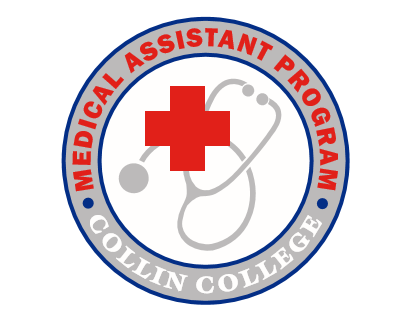 MEDICAL ASSISTANT PROGRAM
COLLIN COLLEGE